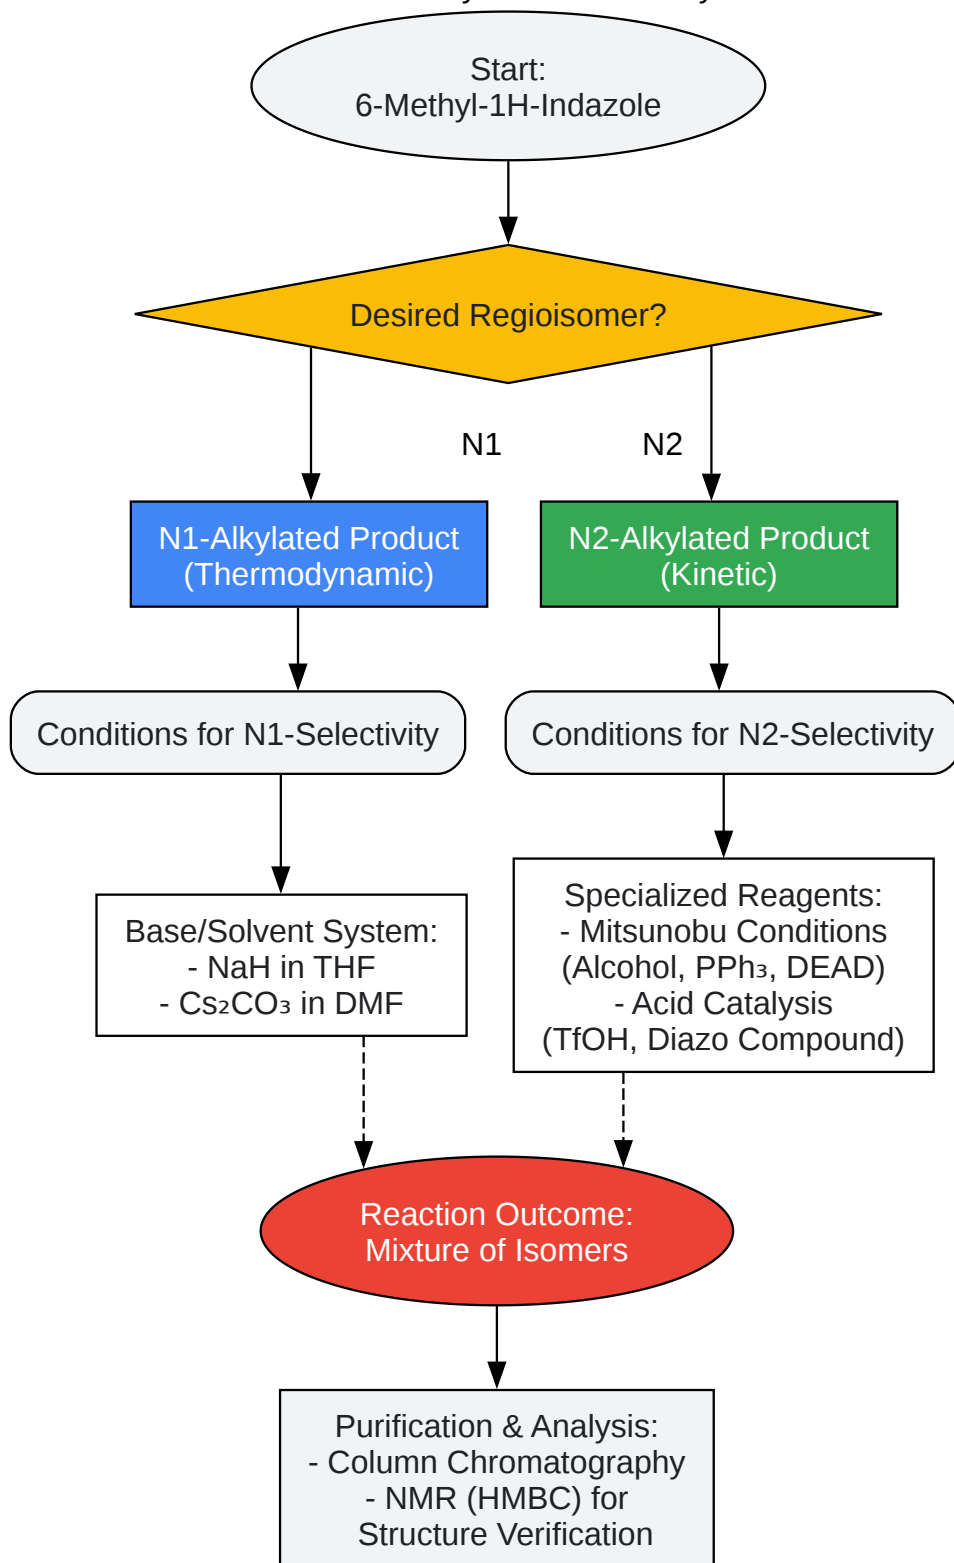 Start:
6-Methyl-1H-Indazole
Desired Regioisomer?
N1
N2
N1-Alkylated Product
(Thermodynamic)
N2-Alkylated Product
(Kinetic)
Conditions for N1-Selectivity
Conditions for N2-Selectivity
Base/Solvent System:
- NaH in THF
- Cs₂CO₃ in DMF
Specialized Reagents:
- Mitsunobu Conditions
(Alcohol, PPh₃, DEAD)
- Acid Catalysis
(TfOH, Diazo Compound)
Reaction Outcome:
Mixture of Isomers
Purification & Analysis:
- Column Chromatography
- NMR (HMBC) for
Structure Verification